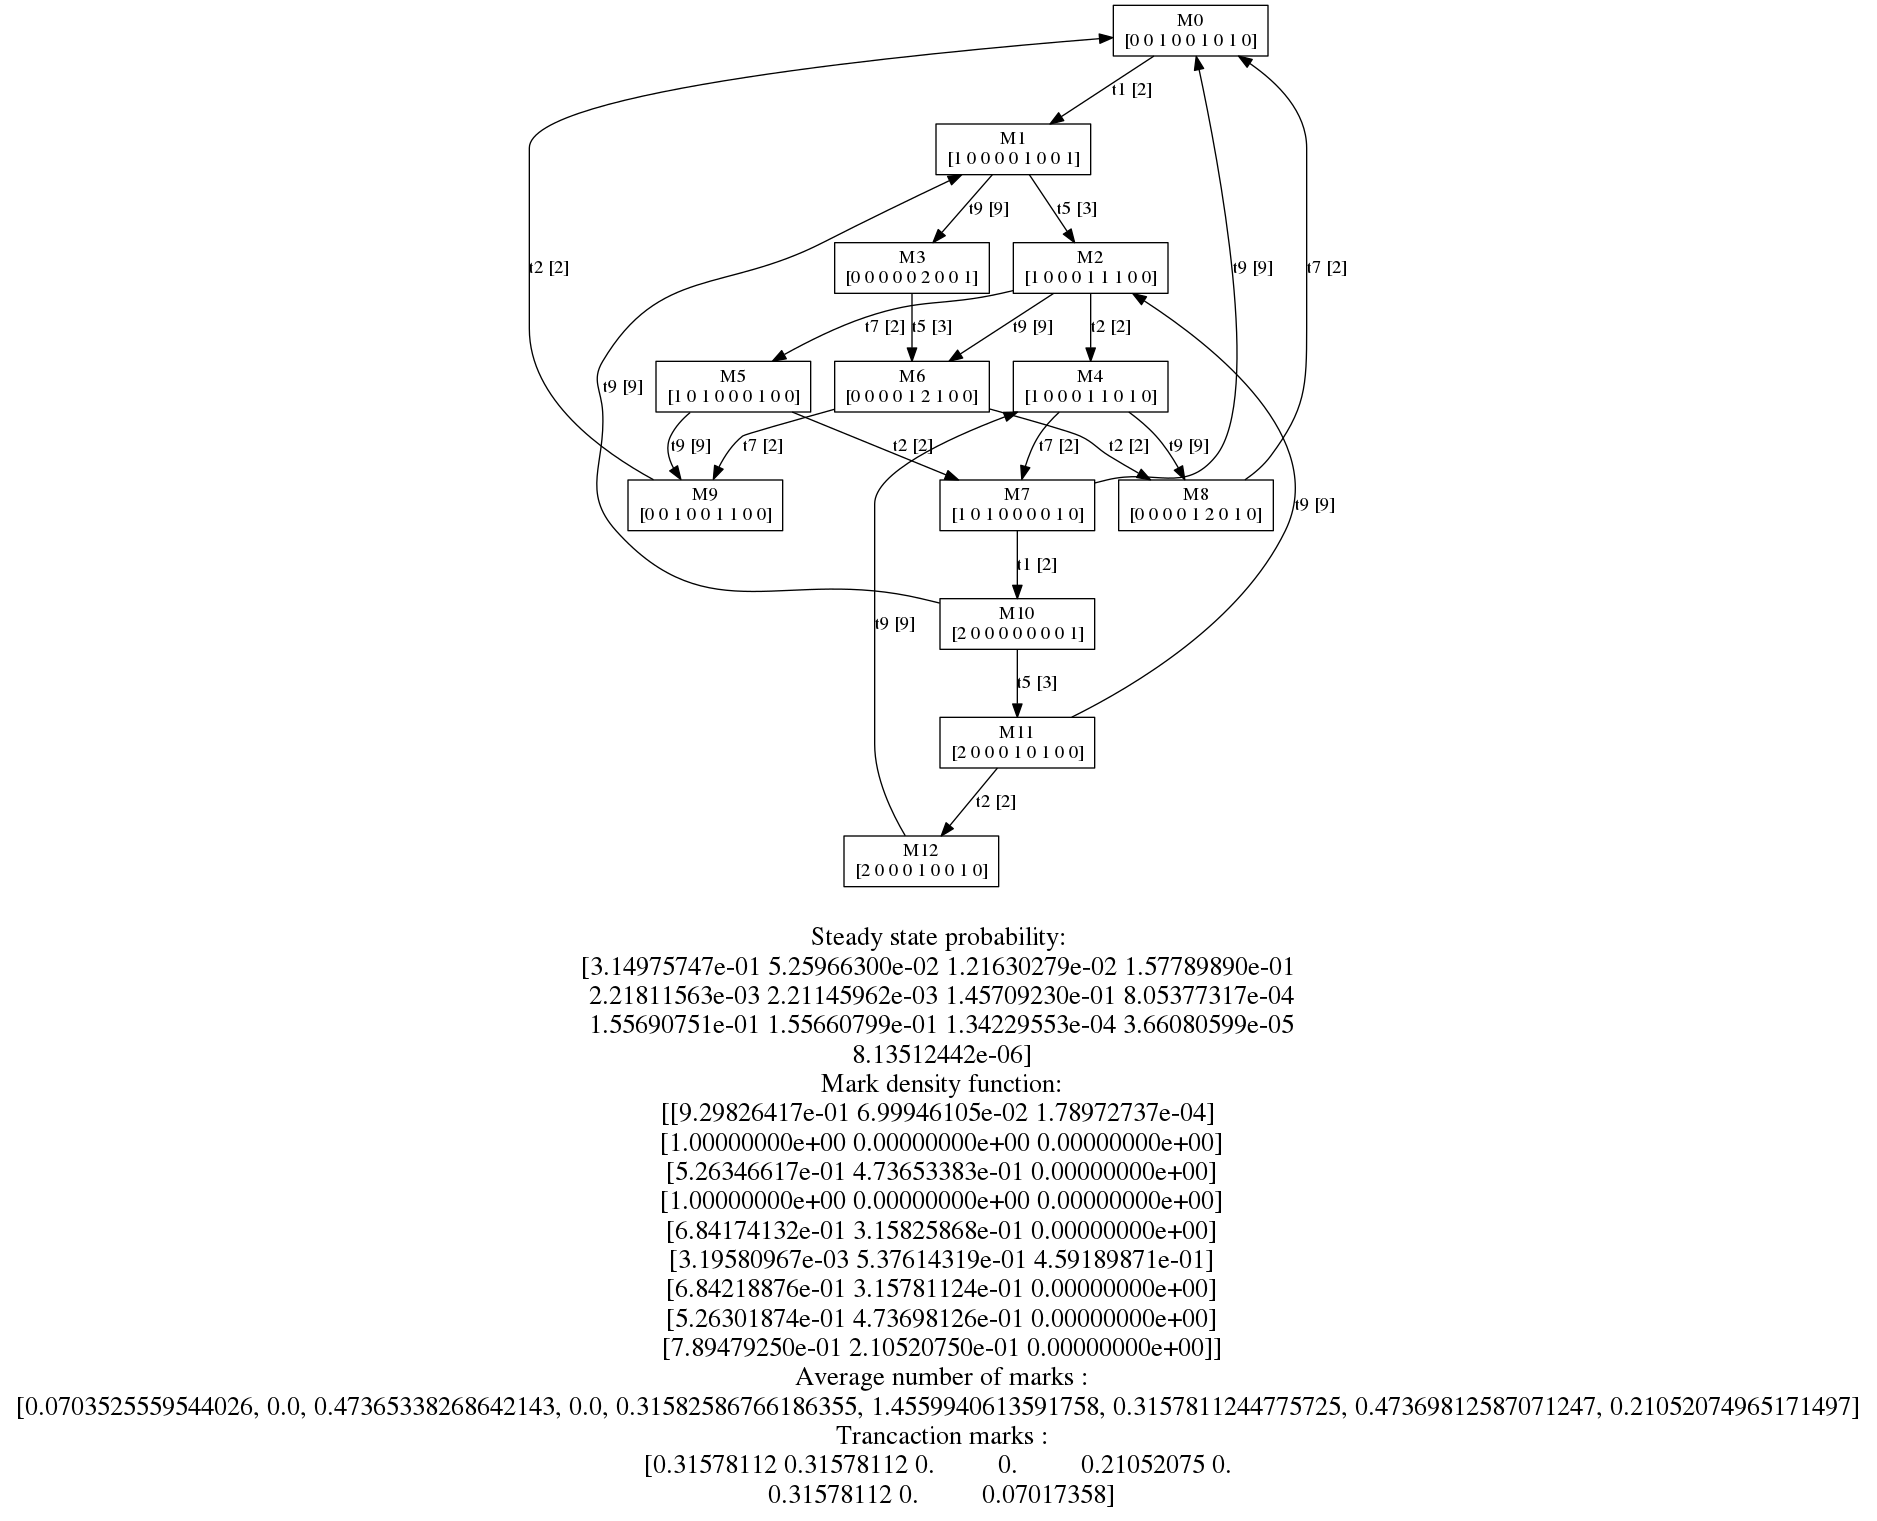 M0
[0 0 1 0 0 1 0 1 0]
t1 [2]
M1
[1 0 0 0 0 1 0 0 1]
t9 [9]
t5 [3]
M3
[0 0 0 0 0 2 0 0 1]
M2
[1 0 0 0 1 1 1 0 0]
t2 [2]
t9 [9]
t7 [2]
t7 [2]
t5 [3]
t9 [9]
t2 [2]
M5
[1 0 1 0 0 0 1 0 0]
M6
[0 0 0 0 1 2 1 0 0]
M4
[1 0 0 0 1 1 0 1 0]
t9 [9]
t9 [9]
t7 [2]
t2 [2]
t7 [2]
t2 [2]
t9 [9]
M9
[0 0 1 0 0 1 1 0 0]
M7
[1 0 1 0 0 0 0 1 0]
M8
[0 0 0 0 1 2 0 1 0]
t9 [9]
t1 [2]
M10
[2 0 0 0 0 0 0 0 1]
t9 [9]
t5 [3]
M11
[2 0 0 0 1 0 1 0 0]
t2 [2]
M12
[2 0 0 0 1 0 0 1 0]
Steady state probability:
[3.14975747e-01 5.25966300e-02 1.21630279e-02 1.57789890e-01
2.21811563e-03 2.21145962e-03 1.45709230e-01 8.05377317e-04
1.55690751e-01 1.55660799e-01 1.34229553e-04 3.66080599e-05
8.13512442e-06]
Mark density function:
[[9.29826417e-01 6.99946105e-02 1.78972737e-04]
[1.00000000e+00 0.00000000e+00 0.00000000e+00]
[5.26346617e-01 4.73653383e-01 0.00000000e+00]
[1.00000000e+00 0.00000000e+00 0.00000000e+00]
[6.84174132e-01 3.15825868e-01 0.00000000e+00]
[3.19580967e-03 5.37614319e-01 4.59189871e-01]
[6.84218876e-01 3.15781124e-01 0.00000000e+00]
[5.26301874e-01 4.73698126e-01 0.00000000e+00]
[7.89479250e-01 2.10520750e-01 0.00000000e+00]]
Average number of marks :
[0.0703525559544026, 0.0, 0.47365338268642143, 0.0, 0.31582586766186355, 1.4559940613591758, 0.3157811244775725, 0.47369812587071247, 0.21052074965171497]
Trancaction marks :
[0.31578112 0.31578112 0. 0. 0.21052075 0.
0.31578112 0. 0.07017358]